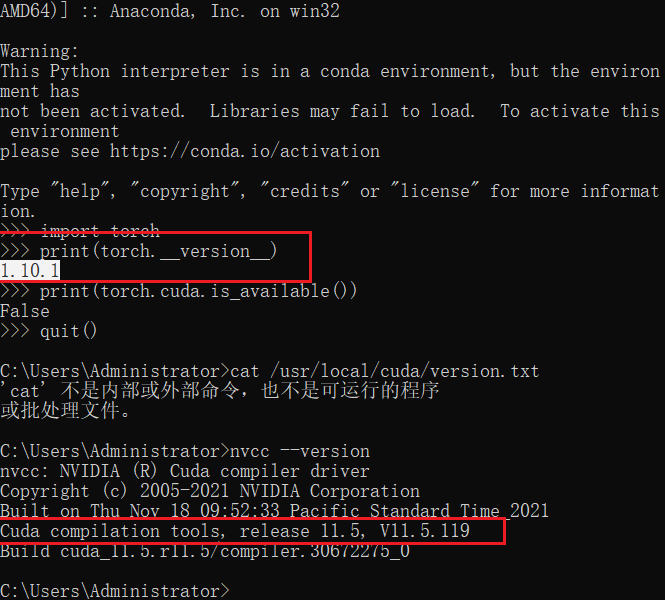 AMD64)] :: Anaconda, Inc. on win32
Warning:
This Python interpreter is in a conda environment, but the environ
ment has
not been activated.  Libraries may fail to load.  To activate this
 environment
please see https://conda.io/activation
Type "help", "copyright", "credits" or "license" for more informat
ion.
>>> import torch
>>> print(torch.__version__)
1.10.1
>>> print(torch.cuda.is_available())
False
>>> quit()
C:\Users\Administrator>cat /usr/local/cuda/version.txt
'cat' 不是内部或外部命令，也不是可运行的程序
或批处理文件。
C:\Users\Administrator>nvcc --version
nvcc: NVIDIA (R) Cuda compiler driver
Copyright (c) 2005-2021 NVIDIA Corporation
Built on Thu Nov 18 09:52:33 Pacific Standard Time 2021
Cuda compilation tools, release 11.5, V11.5.119
Build cuda_11.5.r11.5/compiler.30672275_0
C:\Users\Administrator>